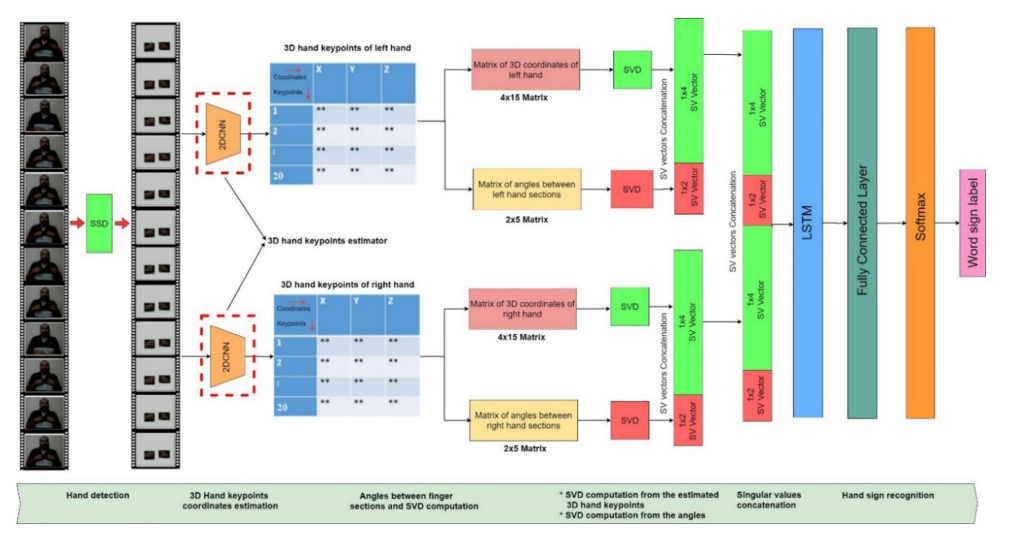 SSD
2DCNN
3D hand keypoints of left hand
Coodinates
Keypoints
X Y Z
1 ** ** **
2 ** ** **
: ** ** **
20 ** ** **
3D hand keypoints estimator
2DCNN
3D hand keypoints of right hand
Coodinates
Keypoints
X Y Z
1 ** ** **
2 ** ** **
: ** ** **
20 ** ** **
Matrix of 3D coordinates of
left hand
4x15 Matrix
SVD
Matrix of angles between
left hand sections
2x5 Matrix
SVD
SV vectors Concatenation
1x4
SV Vector
1x2
SV Vector
Matrix of 3D coordinates of
right hand
4x15 Matrix
SVD
Matrix of angles between
right hand sections
2x5 Matrix
SVD
SV vectors Concatenation
1x4
SV Vector
1x2
SV Vector
SV vectors Concatenation
1x4
SV Vector
1x2
SV Vector
1x4
SV Vector
1x2
SV Vector
LSTM
Fully Connected Layer
Softmax
Word sign label
Hand detection
3D Hand keypoints
coordinates estimation
Angles between finger
sections and SVD computation
* SVD computation from the estimated
3D hand keypoints
* SVD computation from the angles
Singular values
concatenation
Hand sign recognition